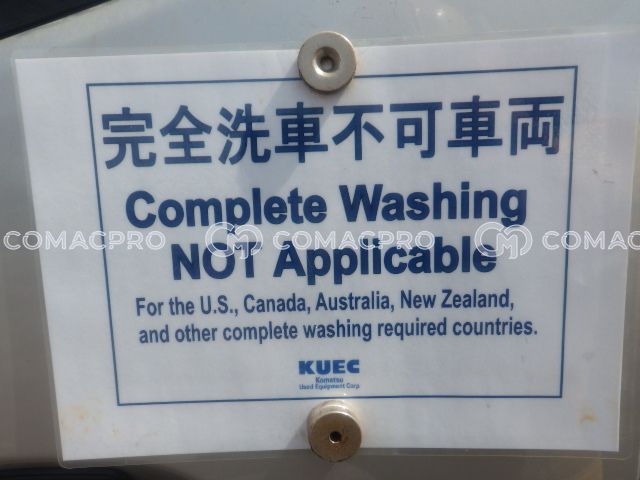 完全洗車不可車両
Complete Washing
COMACPRO COMACPRO COMACPRO
NOT Applicable
For the U.S., Canada, Australia, New Zealand,
and other complete washing required countries.
KUEC
Komatsu
Used Equipment Corp.